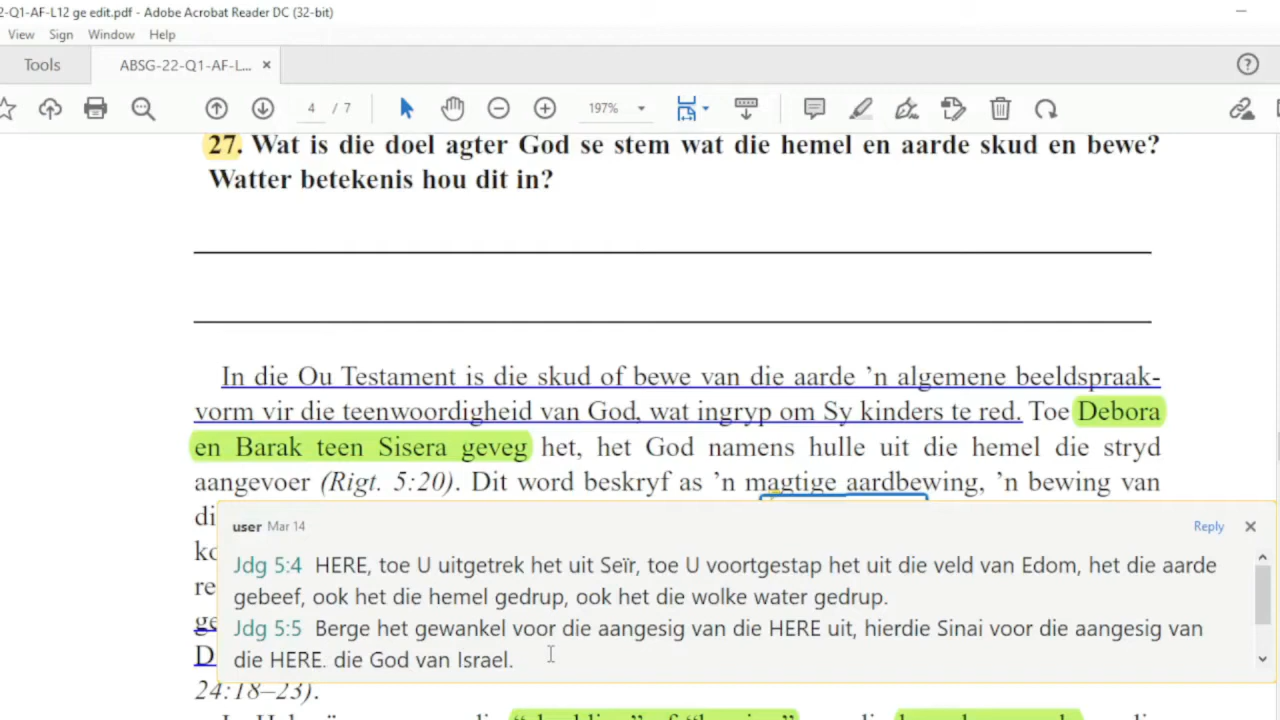 2-Q1-AF-L12 ge edit.pdf - Adobe Acrobat Reader DC (32-bit)
View Sign Window Help
Tools ABSG-22-Q1-AF-L... ×
4 / 7 197%
27. Wat is die doel agter God se stem wat die hemel en aarde skud en bewe?
Watter betekenis hou dit in?
In die Ou Testament is die skud of bewe van die aarde ’n algemene beeldspraak-
vorm vir die teenwoordigheid van God, wat ingryp om Sy kinders te red. Toe Debora
en Barak teen Sisera geveg het, het God namens hulle uit die hemel die stryd
aangevoer (Rigt. 5:20). Dit word beskryf as ’n magtige aardbewing, ’n bewing van
di
ko
re
ge
D
user Mar 14 Reply
Jdg 5:4 HERE, toe U uitgetrek het uit Seïr, toe U voortgestap het uit die veld van Edom, het die aarde
gebeef, ook het die hemel gedrup, ook het die wolke water gedrup.
Jdg 5:5 Berge het gewankel voor die aangesig van die HERE uit, hierdie Sinai voor die aangesig van
die HERE. die God van Israel.
24:18–23).